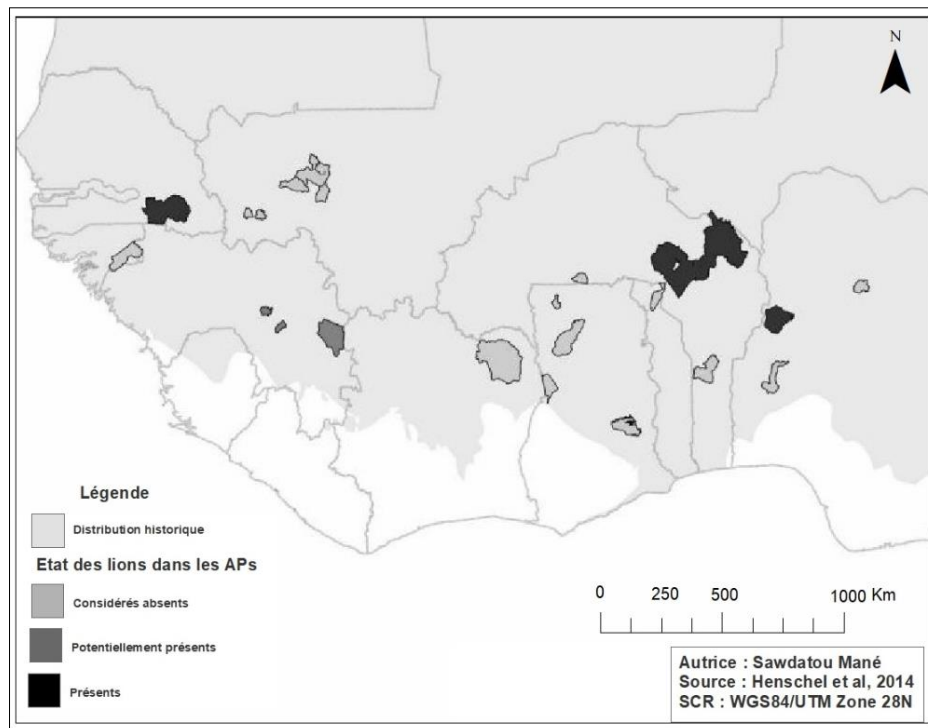 N
Légende
Distribution historique
Etat des lions dans les APs
Considérés absents
Potentiellement présents
Présents
0 250 500 1000 Km
Autrice : Sawdatou Mané
Source : Henschel et al, 2014
SCR : WGS84/UTM Zone 28N